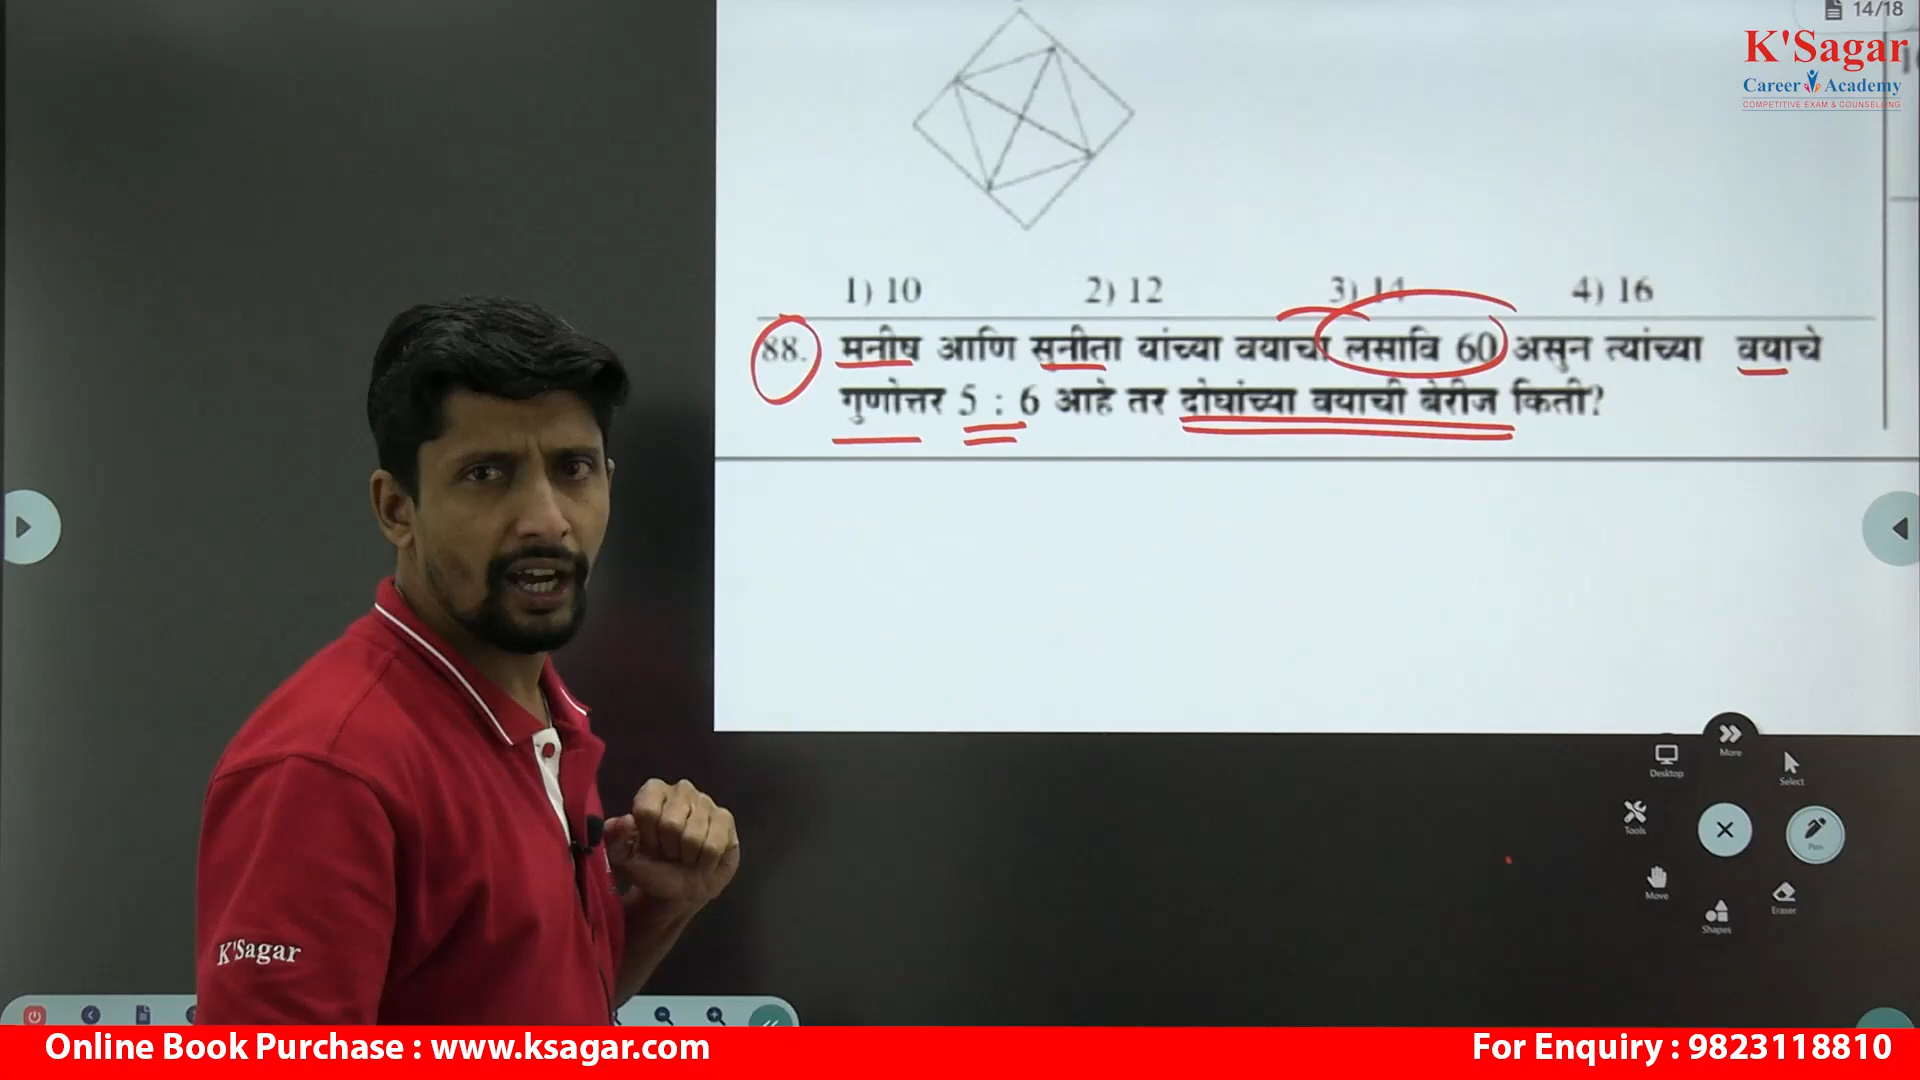 14/18
K'Sagar
Career Academy
COMPETITIVE EXAM & COUNSELLING
1) 10 2) 12 3) 14 4) 16
88. मनीष आणि सुनीता यांच्या वयाचा लसावि 60 असुन त्यांच्या वयाचे
गुणोत्तर 5 : 6 आहे तर दोघांच्या वयाची बेरीज किती?
More
Desktop
Select
Tools
Pen
Move
Eraser
Shapes
K'Sagar
Online Book Purchase : www.ksagar.com
For Enquiry : 9823118810